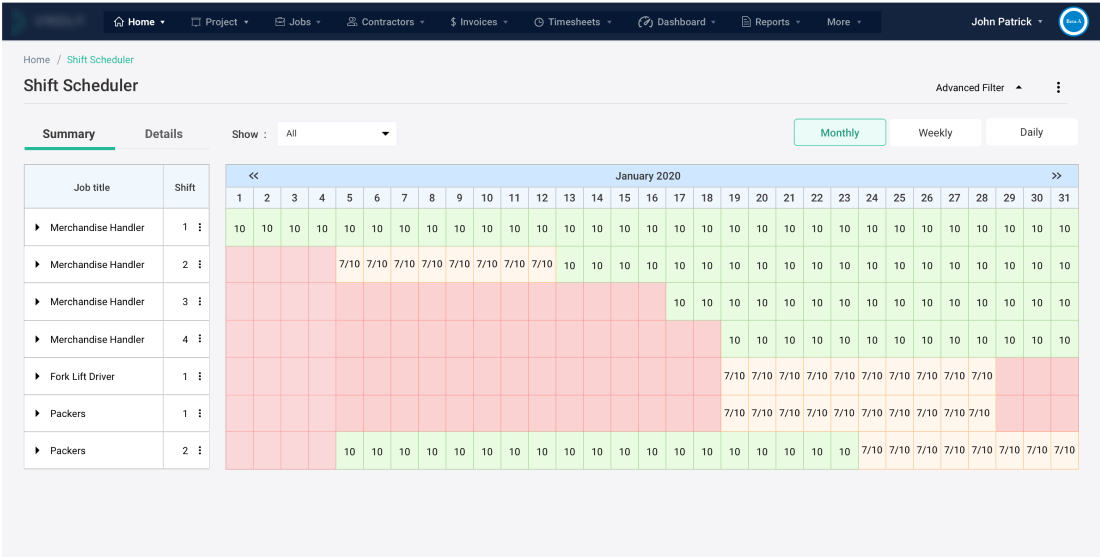 Home Project Jobs Contractors $ Invoices Timesheets Dashboard Reports More John Patrick Beta A
Home / Shift Scheduler
Shift Scheduler
Advanced Filter
Summary Details Show : All Monthly Weekly Daily
Job title Shift « January 2020 »
1 2 3 4 5 6 7 8 9 10 11 12 13 14 15 16 17 18 19 20 21 22 23 24 25 26 27 28 29 30 31
Merchandise Handler 1 10 10 10 10 10 10 10 10 10 10 10 10 10 10 10 10 10 10 10 10 10 10 10 10 10 10 10 10 10 10 10
Merchandise Handler 2 7/10 7/10 7/10 7/10 7/10 7/10 7/10 7/10 10 10 10 10 10 10 10 10 10 10 10 10 10 10 10 10 10 10 10
Merchandise Handler 3 10 10 10 10 10 10 10 10 10 10 10 10 10 10 10
Merchandise Handler 4 10 10 10 10 10 10 10 10 10 10 10 10 10
Fork Lift Driver 1 7/10 7/10 7/10 7/10 7/10 7/10 7/10 7/10 7/10 7/10
Packers 1 7/10 7/10 7/10 7/10 7/10 7/10 7/10 7/10 7/10 7/10
Packers 2 10 10 10 10 10 10 10 10 10 10 10 10 10 10 10 10 10 10 10 7/10 7/10 7/10 7/10 7/10 7/10 7/10 7/10